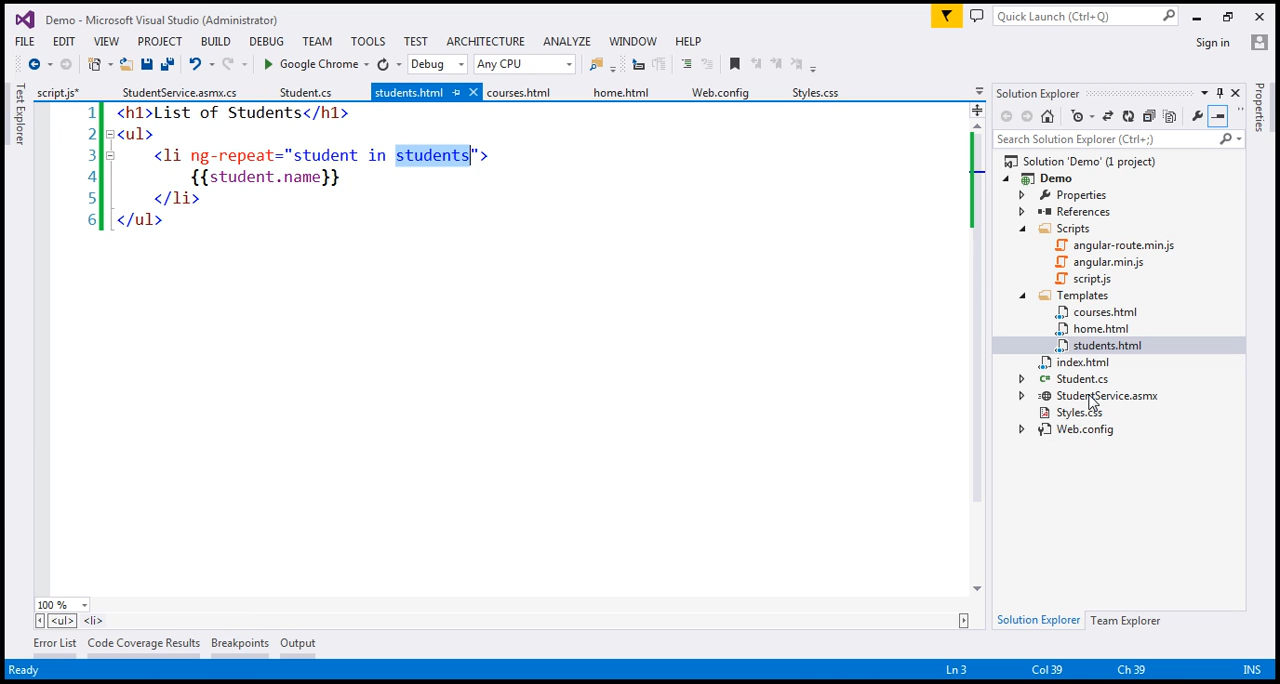 Demo - Microsoft Visual Studio (Administrator)
Quick Launch (Ctrl+Q)
FILE EDIT VIEW PROJECT BUILD DEBUG TEAM TOOLS TEST ARCHITECTURE ANALYZE WINDOW HELP
Sign in
Google Chrome Debug Any CPU
Test Explorer
script.js* StudentService.asmx.cs Student.cs students.html courses.html home.html Web.config Styles.css
1 <h1>List of Students</h1>
2 <ul>
3 <li ng-repeat="student in students">
4 {{student.name}}
5 </li>
6 </ul>
100 %
<ul> <li>
Error List Code Coverage Results Breakpoints Output
Solution Explorer
Search Solution Explorer (Ctrl+;)
Solution 'Demo' (1 project)
Demo
Properties
References
Scripts
angular-route.min.js
angular.min.js
script.js
Templates
courses.html
home.html
students.html
index.html
Student.cs
StudentService.asmx
Styles.css
Web.config
Solution Explorer Team Explorer
Properties
Ready Ln 3 Col 39 Ch 39 INS